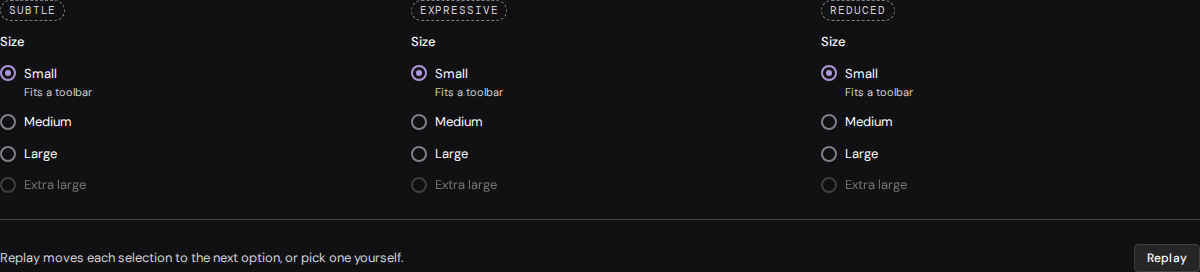 SUBTLE
Size
Small
Fits a toolbar
Medium
Large
Extra large
EXPRESSIVE
Size
Small
Fits a toolbar
Medium
Large
Extra large
REDUCED
Size
Small
Fits a toolbar
Medium
Large
Extra large
Replay moves each selection to the next option, or pick one yourself.
Replay